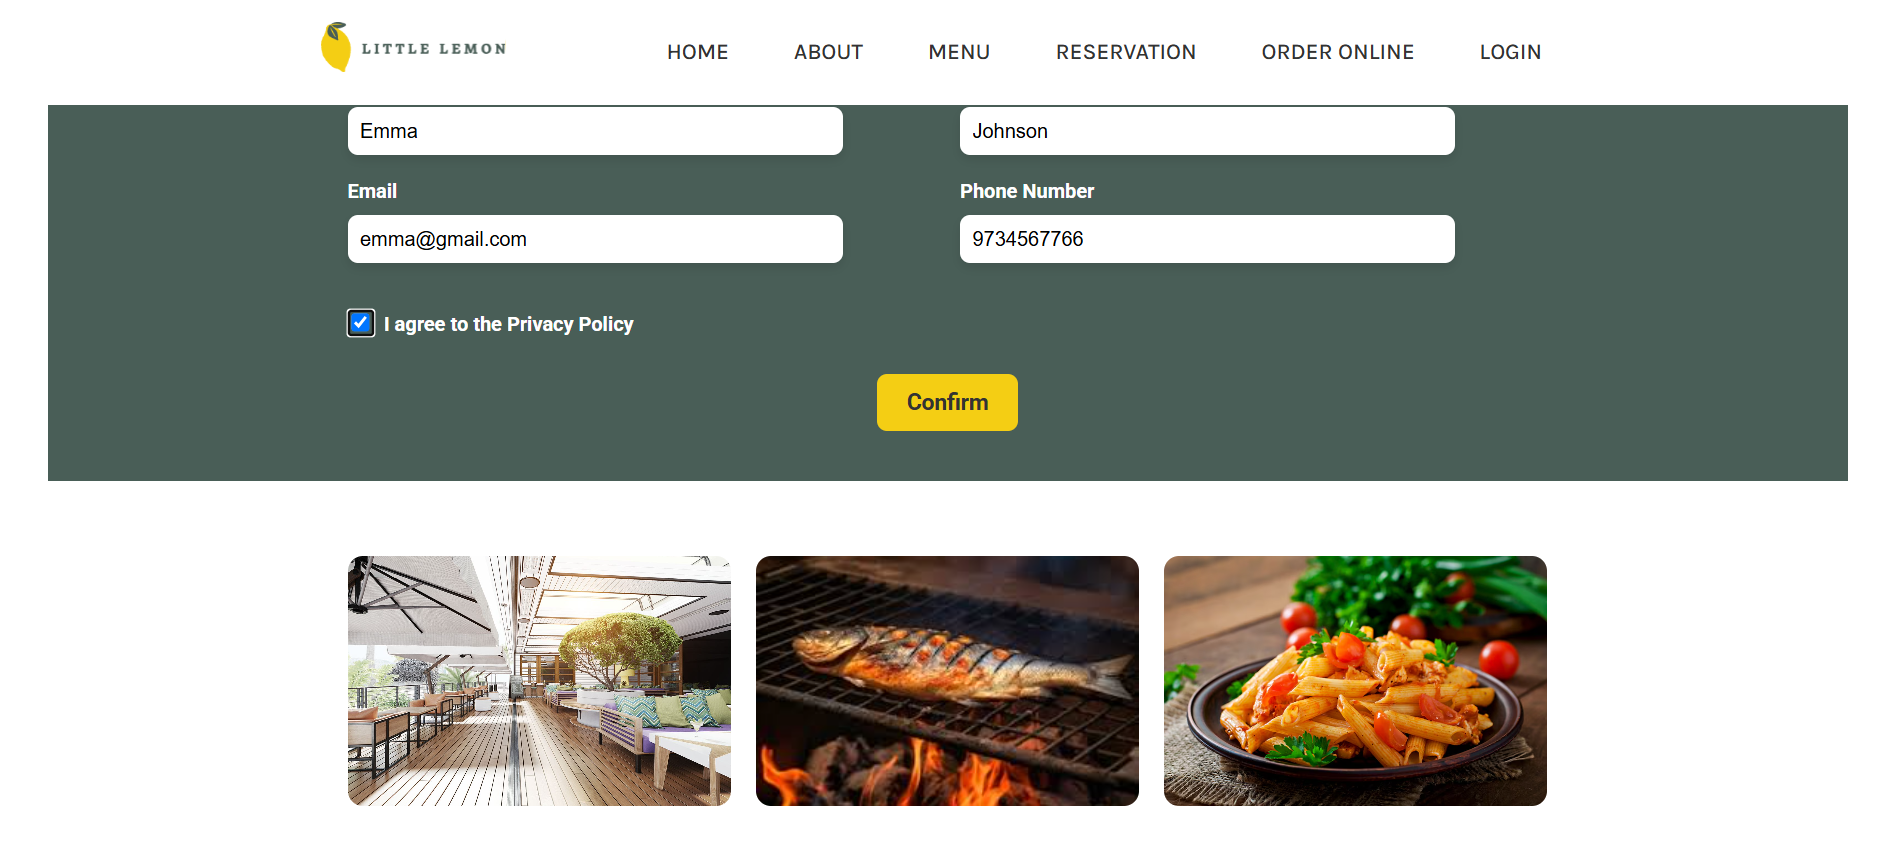 LITTLE LEMON
HOME ABOUT MENU RESERVATION ORDER ONLINE LOGIN
Emma Johnson
Email Phone Number
emma@gmail.com 9734567766
I agree to the Privacy Policy
Confirm